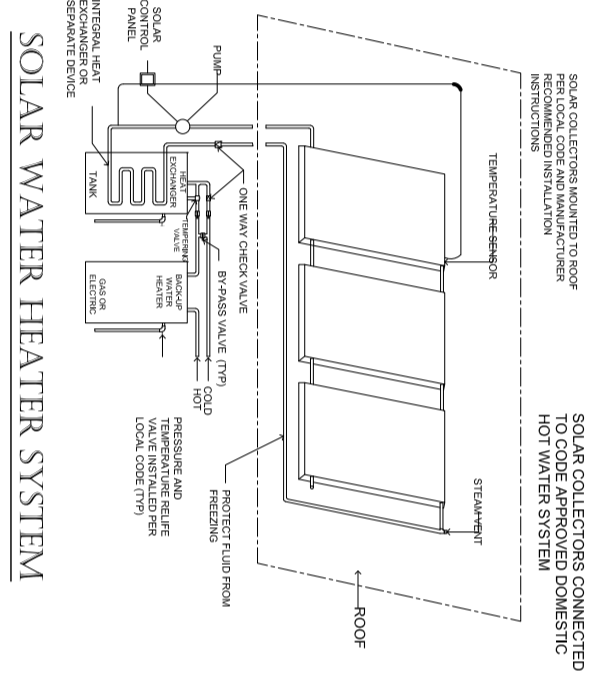 SOLAR COLLECTORS MOUNTED TO ROOF
PER LOCAL CODE AND MANUFACTURER
RECOMMENDED INSTALLATION
INSTRUCTIONS
SOLAR COLLECTORS CONNECTED
TO CODE APPROVED DOMESTIC
HOT WATER SYSTEM
TEMPERATURE SENSOR
STEAM VENT
ROOF
PUMP
SOLAR
CONTROL
PANEL
INTEGRAL HEAT
EXCHANGER OR
SEPARATE DEVICE
ONE WAY CHECK VALVE
BY-PASS VALVE (TYP)
COLD
HOT
PROTECT FLUID FROM
FREEZING
HEAT
EXCHANGER
TANK
TEMPERING
VALVE
BACK-UP
WATER
HEATER
GAS OR
ELECTRIC
PRESSURE AND
TEMPERATURE RELIFE
VALVE INSTALLED PER
LOCAL CODE (TYP)
SOLAR WATER HEATER SYSTEM